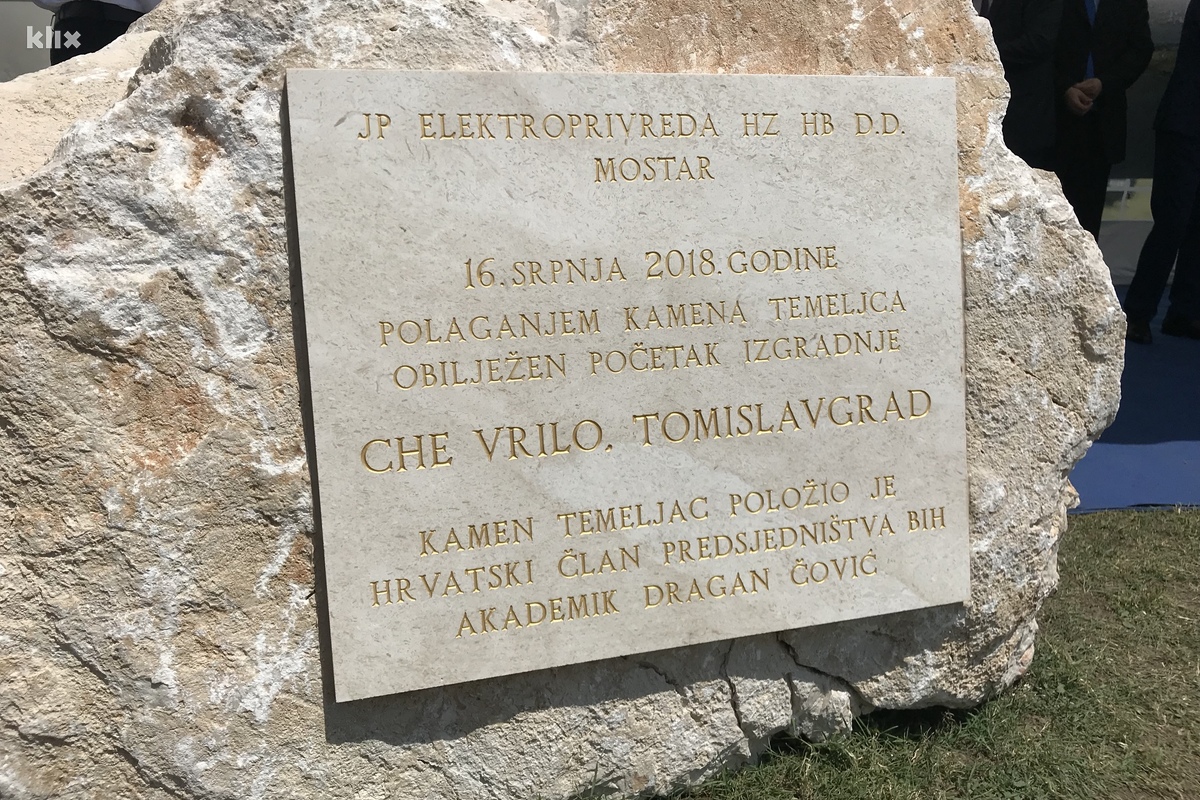 klix
JP ELEKTROPRIVREDA HZ HB D.D.
MOSTAR
16. SRPNJA 2018. GODINE
POLAGANJEM KAMENA TEMELJCA
OBILJEŽEN POČETAK IZGRADNJE
CHE VRILO, TOMISLAVGRAD
KAMEN TEMELJAC POLOŽIO JE
HRVATSKI ČLAN PREDSJEDNIŠTVA BIH
AKADEMIK DRAGAN ČOVIĆ